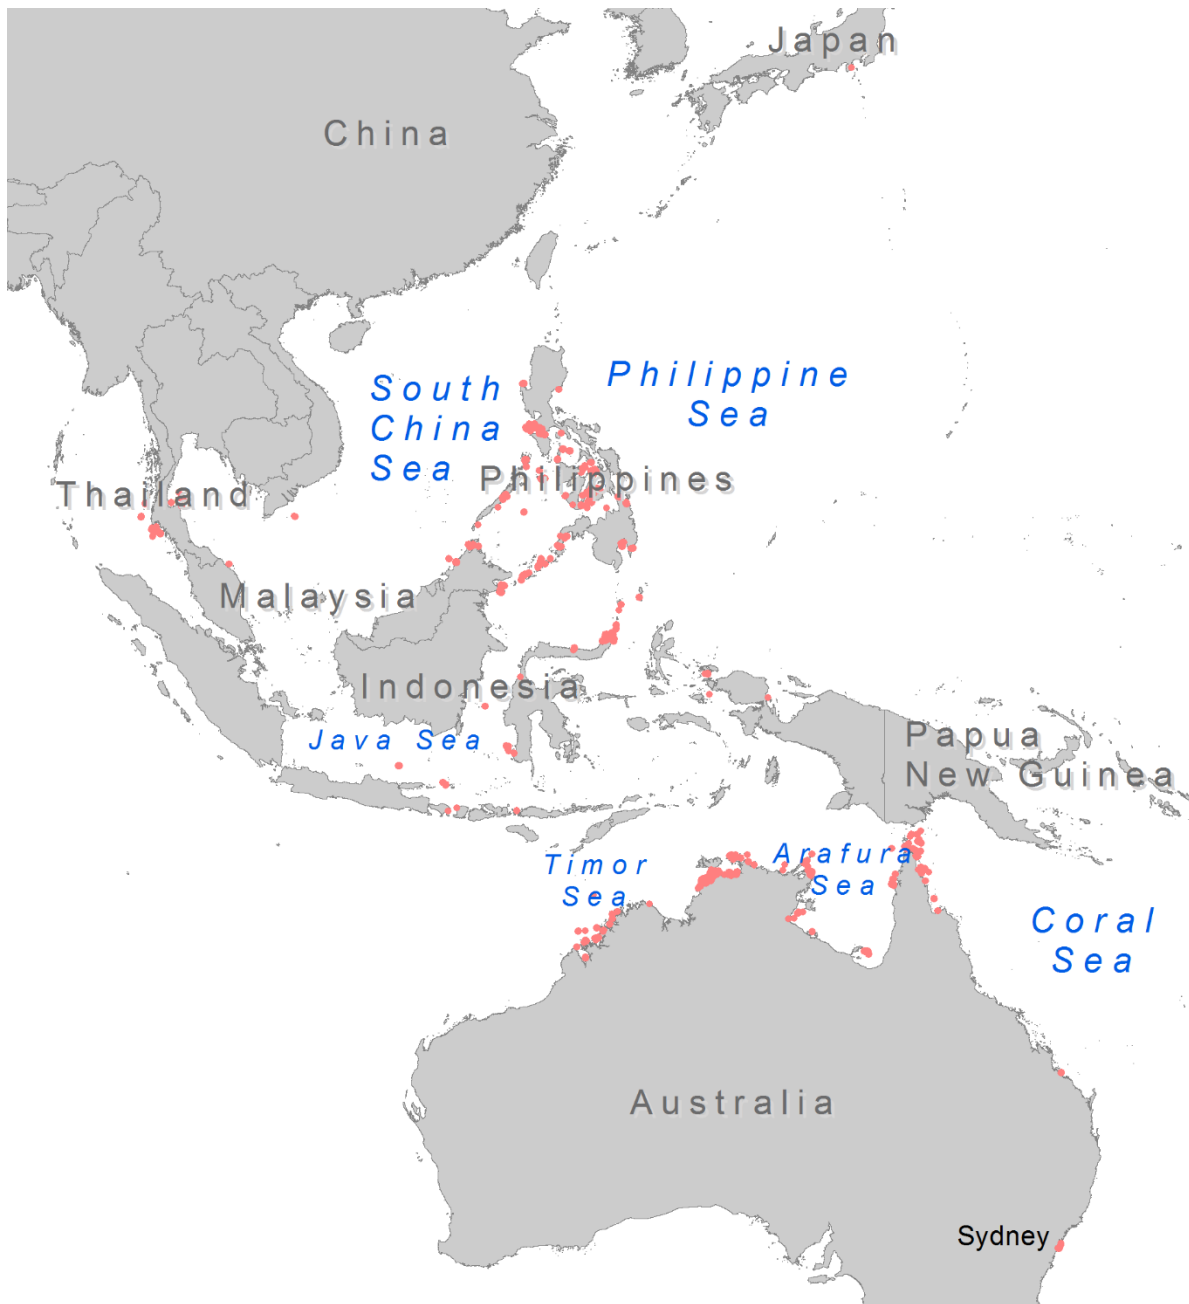 Japan
China
South
China
Sea
Philippine
Sea
Thailand
Philippines
Malaysia
Indonesia
Java Sea
Papua
New Guinea
Timor
Sea
Arafura
Sea
Coral
Sea
Australia
Sydney